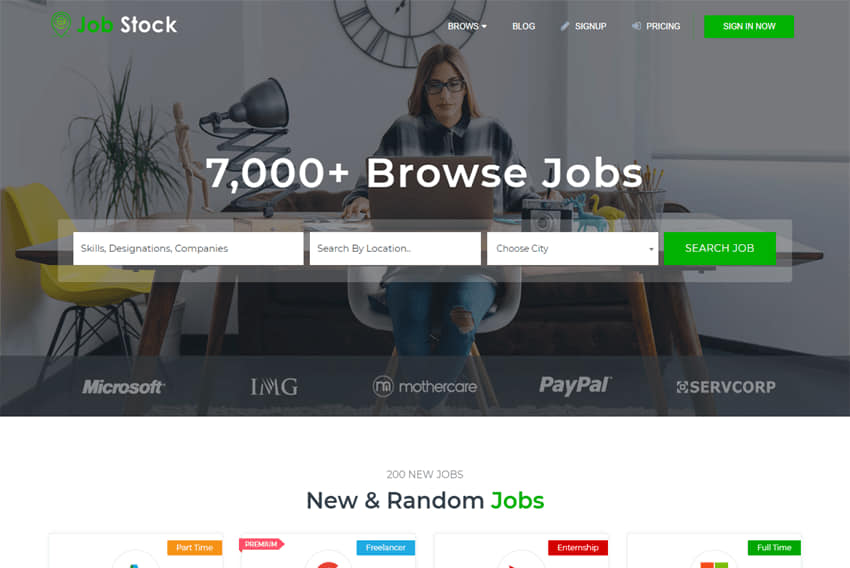 Job Stock
BROWS
BLOG
SIGNUP
PRICING
SIGN IN NOW
7,000+ Browse Jobs
Skills, Designations, Companies
Search By Location..
Choose City
SEARCH JOB
Microsoft
IMG
m mothercare
PayPal
SERVCORP
200 NEW JOBS
New & Random Jobs
Part Time
PREMIUM
Freelancer
Enternship
Full Time